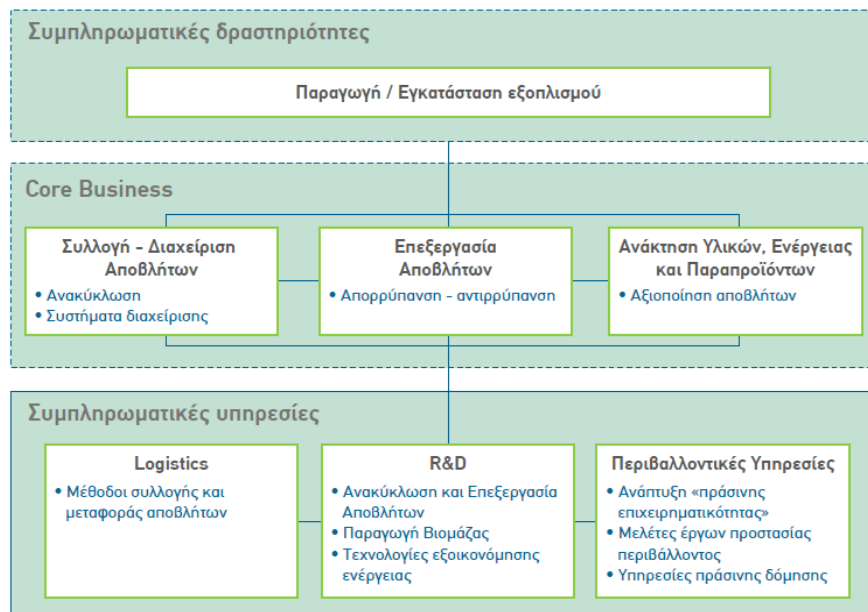 Συμπληρωματικές δραστηριότητες
Παραγωγή / Εγκατάσταση εξοπλισμού
Core Business
Συλλογή - Διαχείριση
Αποβλήτων
• Ανακύκλωση
• Συστήματα διαχείρισης
Επεξεργασία
Αποβλήτων
• Απορρύπανση - αντιρρύπανση
Ανάκτηση Υλικών, Ενέργειας
και Παραπροϊόντων
• Αξιοποίηση αποβλήτων
Συμπληρωματικές υπηρεσίες
Logistics
• Μέθοδοι συλλογής και
μεταφοράς αποβλήτων
R&D
• Ανακύκλωση και Επεξεργασία
Αποβλήτων
• Παραγωγή Βιομάζας
• Τεχνολογίες εξοικονόμησης
ενέργειας
Περιβαλλοντικές Υπηρεσίες
• Ανάπτυξη «πράσινης
επιχειρηματικότητας»
• Μελέτες έργων προστασίας
περιβάλλοντος
• Υπηρεσίες πράσινης δόμησης